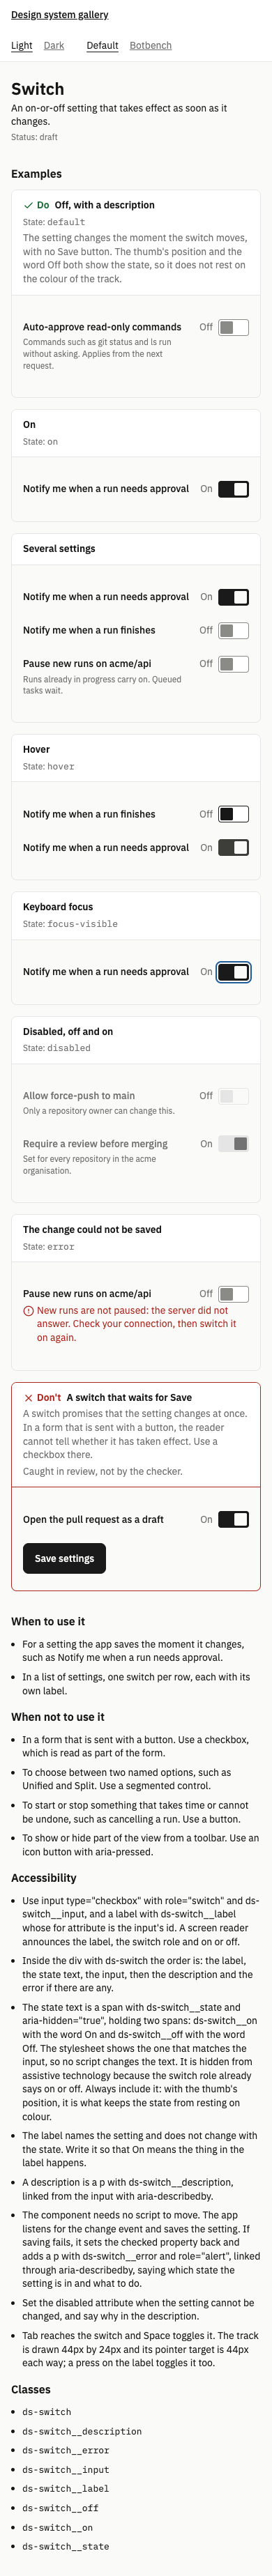 Design system gallery
Light Dark Default Botbench
Switch
An on-or-off setting that takes effect as soon as it
changes.
Status: draft
Examples
Do Off, with a description
State: default
The setting changes the moment the switch moves,
with no Save button. The thumb's position and the
word Off both show the state, so it does not rest on
the colour of the track.
Auto-approve read-only commands Off
Commands such as git status and ls run
without asking. Applies from the next
request.
On
State: on
Notify me when a run needs approval On
Several settings
Notify me when a run needs approval On
Notify me when a run finishes Off
Pause new runs on acme/api Off
Runs already in progress carry on. Queued
tasks wait.
Hover
State: hover
Notify me when a run finishes Off
Notify me when a run needs approval On
Keyboard focus
State: focus-visible
Notify me when a run needs approval On
Disabled, off and on
State: disabled
Allow force-push to main Off
Only a repository owner can change this.
Require a review before merging On
Set for every repository in the acme
organisation.
The change could not be saved
State: error
Pause new runs on acme/api Off
New runs are not paused: the server did not
answer. Check your connection, then switch it
on again.
Don't A switch that waits for Save
A switch promises that the setting changes at once.
In a form that is sent with a button, the reader
cannot tell whether it has taken effect. Use a
checkbox there.
Caught in review, not by the checker.
Open the pull request as a draft On
Save settings
When to use it
• For a setting the app saves the moment it changes,
such as Notify me when a run needs approval.
• In a list of settings, one switch per row, each with its
own label.
When not to use it
• In a form that is sent with a button. Use a checkbox,
which is read as part of the form.
• To choose between two named options, such as
Unified and Split. Use a segmented control.
• To start or stop something that takes time or cannot
be undone, such as cancelling a run. Use a button.
• To show or hide part of the view from a toolbar. Use an
icon button with aria-pressed.
Accessibility
• Use input type="checkbox" with role="switch" and ds-
switch__input, and a label with ds-switch__label
whose for attribute is the input's id. A screen reader
announces the label, the switch role and on or off.
• Inside the div with ds-switch the order is: the label,
the state text, the input, then the description and the
error if there are any.
• The state text is a span with ds-switch__state and
aria-hidden="true", holding two spans: ds-switch__on
with the word On and ds-switch__off with the word
Off. The stylesheet shows the one that matches the
input, so no script changes the text. It is hidden from
assistive technology because the switch role already
says on or off. Always include it: with the thumb's
position, it is what keeps the state from resting on
colour.
• The label names the setting and does not change with
the state. Write it so that On means the thing in the
label happens.
• A description is a p with ds-switch__description,
linked from the input with aria-describedby.
• The component needs no script to move. The app
listens for the change event and saves the setting. If
saving fails, it sets the checked property back and
adds a p with ds-switch__error and role="alert", linked
through aria-describedby, saying which state the
setting is in and what to do.
• Set the disabled attribute when the setting cannot be
changed, and say why in the description.
• Tab reaches the switch and Space toggles it. The track
is drawn 44px by 24px and its pointer target is 44px
each way; a press on the label toggles it too.
Classes
• ds-switch
• ds-switch__description
• ds-switch__error
• ds-switch__input
• ds-switch__label
• ds-switch__off
• ds-switch__on
• ds-switch__state